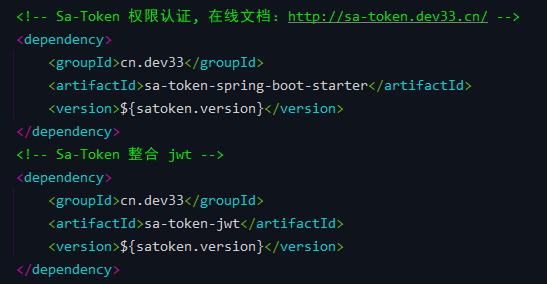 <!-- Sa-Token 权限认证, 在线文档：http://sa-token.dev33.cn/ -->
<dependency>
    <groupId>cn.dev33</groupId>
    <artifactId>sa-token-spring-boot-starter</artifactId>
    <version>${satoken.version}</version>
</dependency>
<!-- Sa-Token 整合 jwt -->
<dependency>
    <groupId>cn.dev33</groupId>
    <artifactId>sa-token-jwt</artifactId>
    <version>${satoken.version}</version>
</dependency>